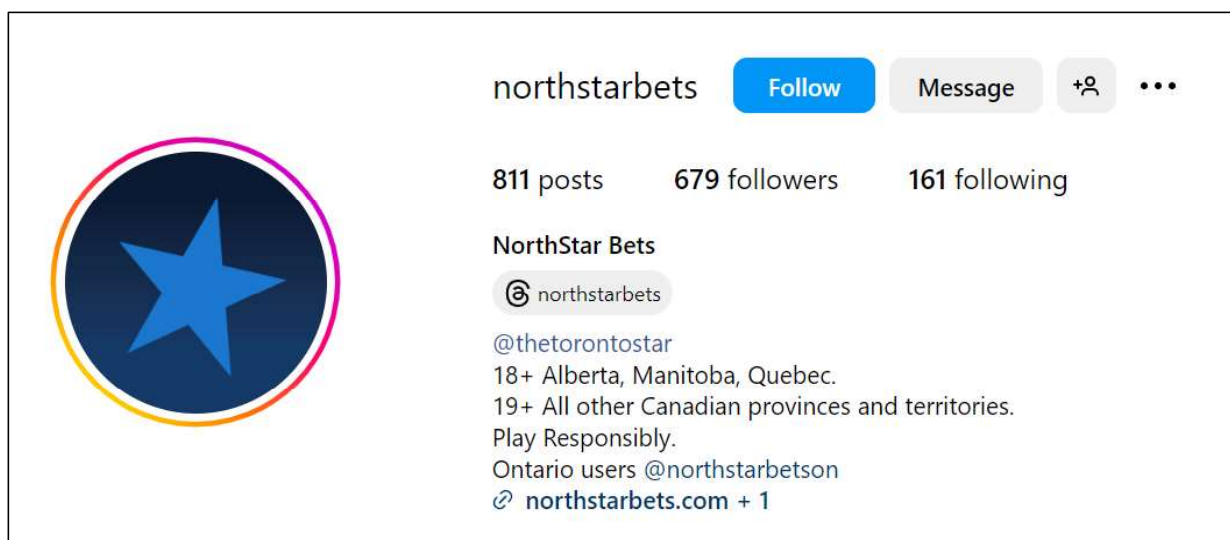 northstarbets Follow Message
811 posts 679 followers 161 following
NorthStar Bets
northstarbets
@thetorontostar
18+ Alberta, Manitoba, Quebec.
19+ All other Canadian provinces and territories.
Play Responsibly.
Ontario users @northstarbetson
northstarbets.com + 1